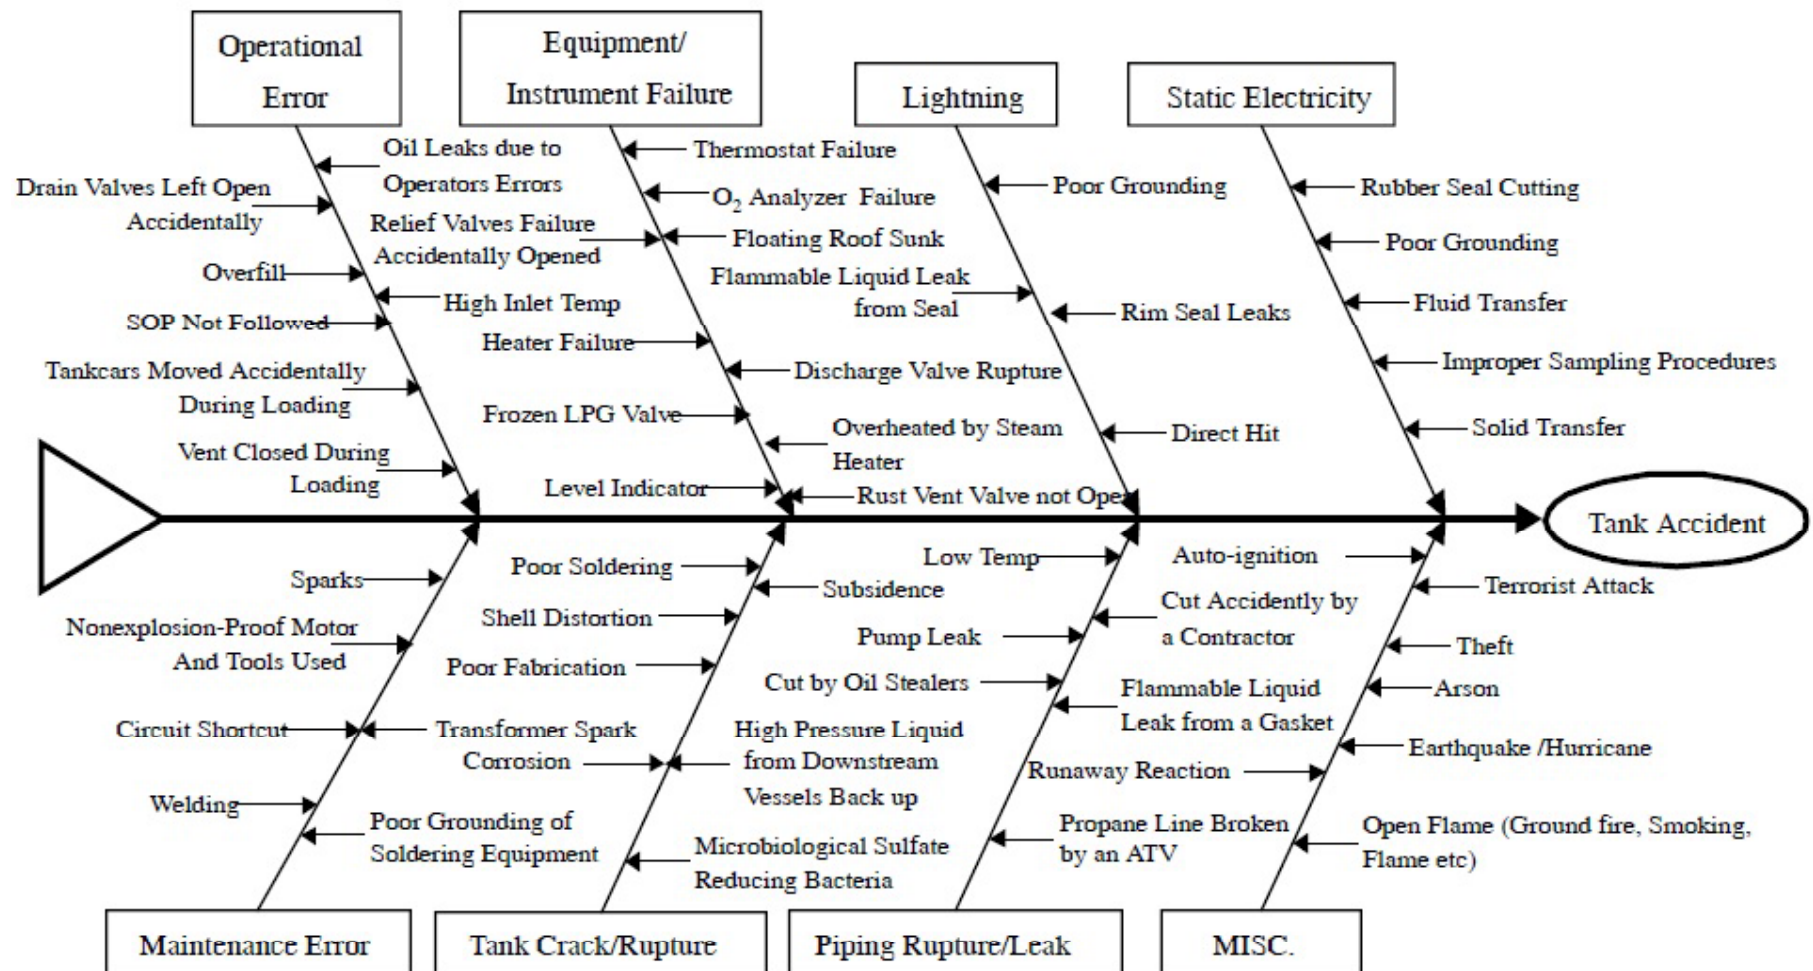 Operational
Error
Equipment/
Instrument Failure
Lightning
Static Electricity
Oil Leaks due to
Operators Errors
Drain Valves Left Open
Accidentally
Overfill
High Inlet Temp
SOP Not Followed
Tankcars Moved Accidentally
During Loading
Vent Closed During
Loading
Thermostat Failure
O₂ Analyzer Failure
Relief Valves Failure
Accidentally Opened
Floating Roof Sunk
Heater Failure
Discharge Valve Rupture
Frozen LPG Valve
Overheated by Steam
Heater
Level Indicator
Rust Vent Valve not Open
Poor Grounding
Flammable Liquid Leak
from Seal
Rim Seal Leaks
Direct Hit
Rubber Seal Cutting
Poor Grounding
Fluid Transfer
Improper Sampling Procedures
Solid Transfer
Tank Accident
Sparks
Nonexplosion-Proof Motor
And Tools Used
Circuit Shortcut
Transformer Spark
Welding
Poor Grounding of
Soldering Equipment
Poor Soldering
Subsidence
Shell Distortion
Poor Fabrication
Corrosion
High Pressure Liquid
from Downstream
Vessels Back up
Microbiological Sulfate
Reducing Bacteria
Low Temp
Cut Accidently by
a Contractor
Pump Leak
Cut by Oil Stealers
Flammable Liquid
Leak from a Gasket
Propane Line Broken
by an ATV
Auto-ignition
Terrorist Attack
Theft
Arson
Earthquake /Hurricane
Runaway Reaction
Open Flame (Ground fire, Smoking,
Flame etc)
Maintenance Error
Tank Crack/Rupture
Piping Rupture/Leak
MISC.